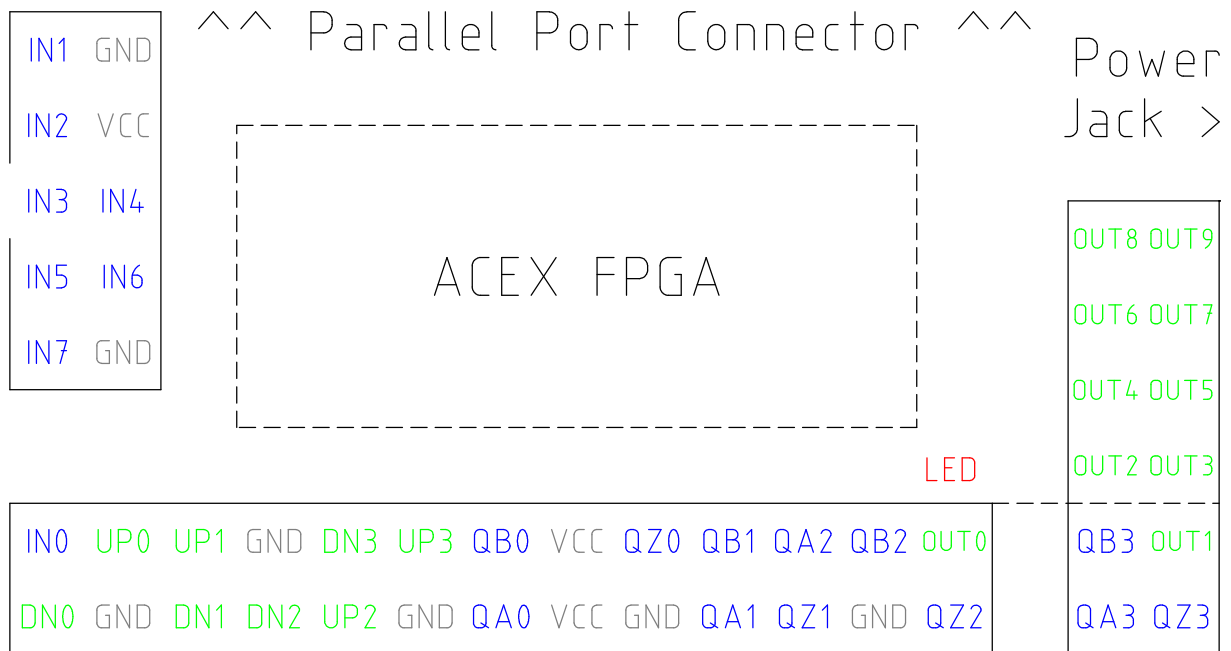 ^^ Parallel Port Connector ^^
Power
Jack >
IN1 GND
IN2 VCC
IN3 IN4
IN5 IN6
IN7 GND
ACEX FPGA
OUT8 OUT9
OUT6 OUT7
OUT4 OUT5
OUT2 OUT3
LED
IN0 UP0 UP1 GND DN3 UP3 QB0 VCC QZ0 QB1 QA2 QB2 OUT0
DN0 GND DN1 DN2 UP2 GND QA0 VCC GND QA1 QZ1 GND QZ2
QB3 OUT1
QA3 QZ3